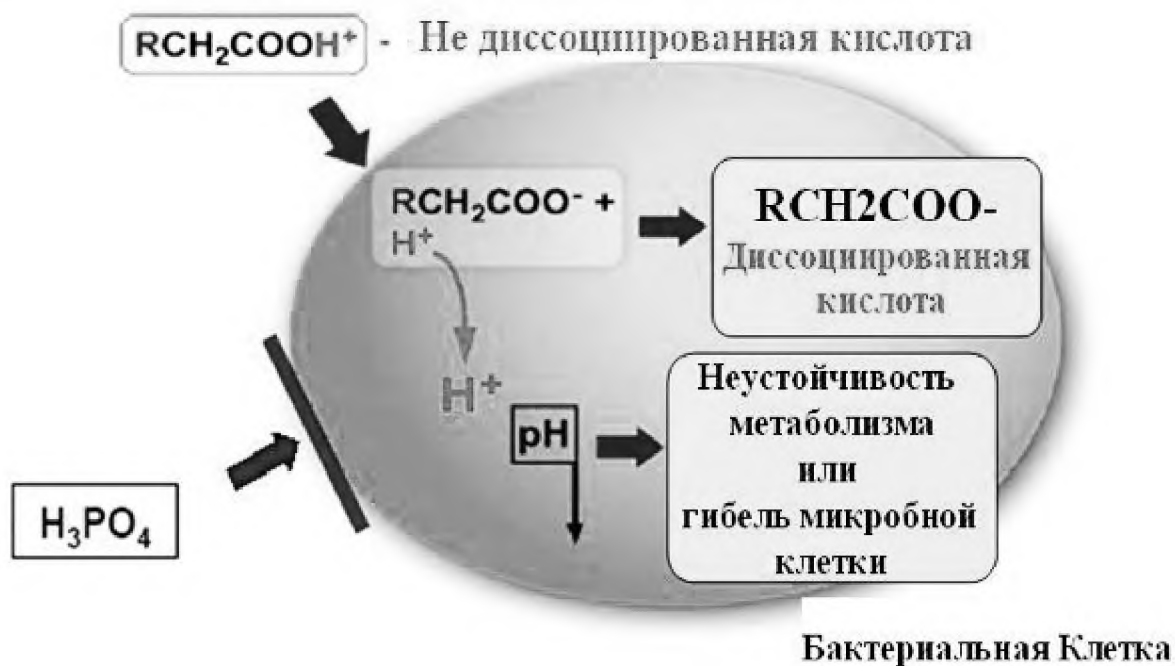 RCH₂COOH⁺ - Не диссоциированная кислота
RCH₂COO⁻ +
H⁺
RCH2COO-
Диссоциированная
кислота
H⁺
pH
Неустойчивость
метаболизма
или
гибель микробной
клетки
H₃PO₄
Бактериальная Клетка